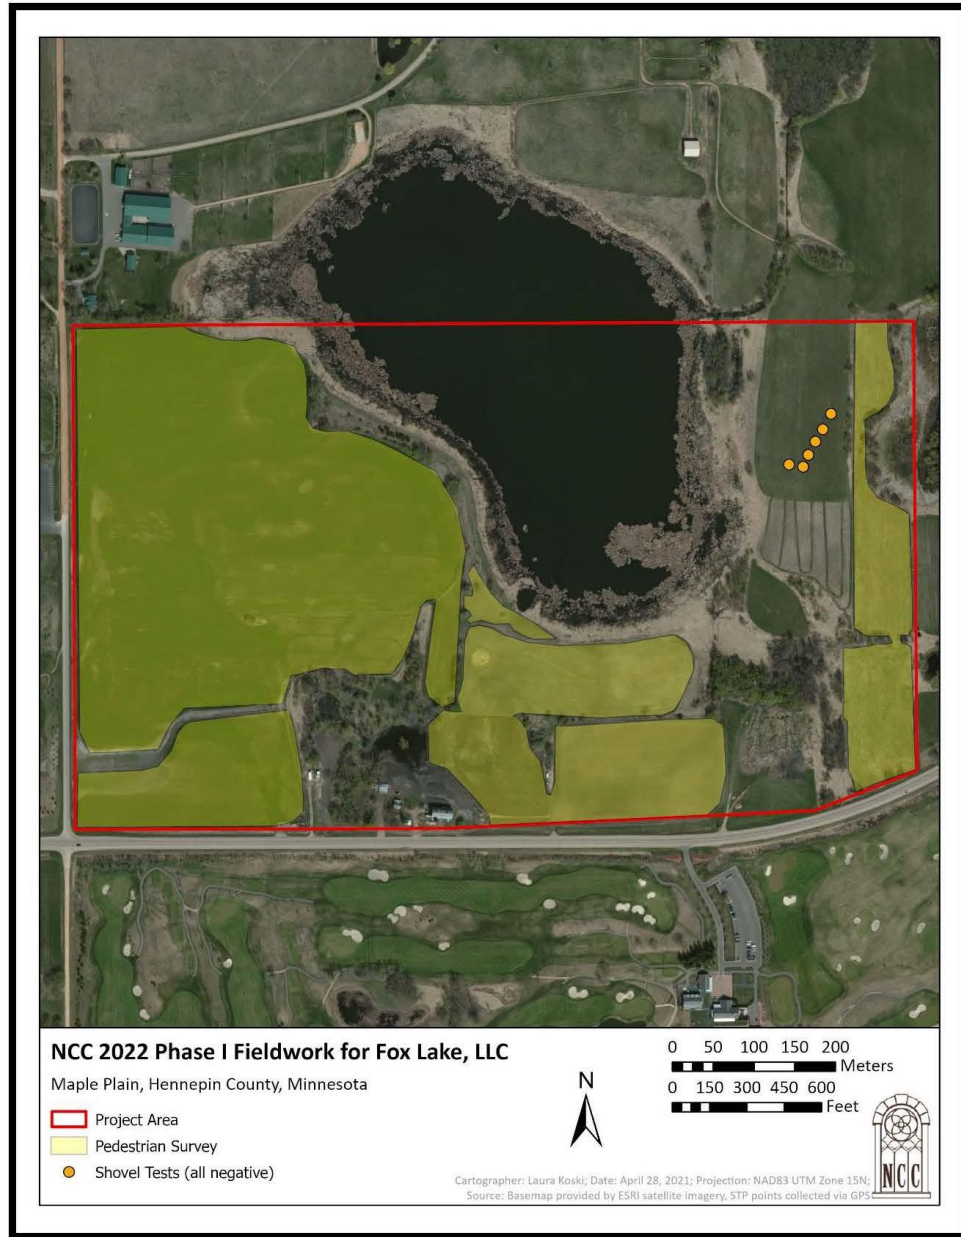 NCC 2022 Phase I Fieldwork for Fox Lake, LLC
Maple Plain, Hennepin County, Minnesota
Project Area
Pedestrian Survey
Shovel Tests (all negative)
N
0 50 100 150 200
Meters
0 150 300 450 600
Feet
NCC
Cartographer: Laura Koski; Date: April 28, 2021; Projection: NAD83 UTM Zone 15N;
Source: Basemap provided by ESRI satellite imagery, STP points collected via GPS